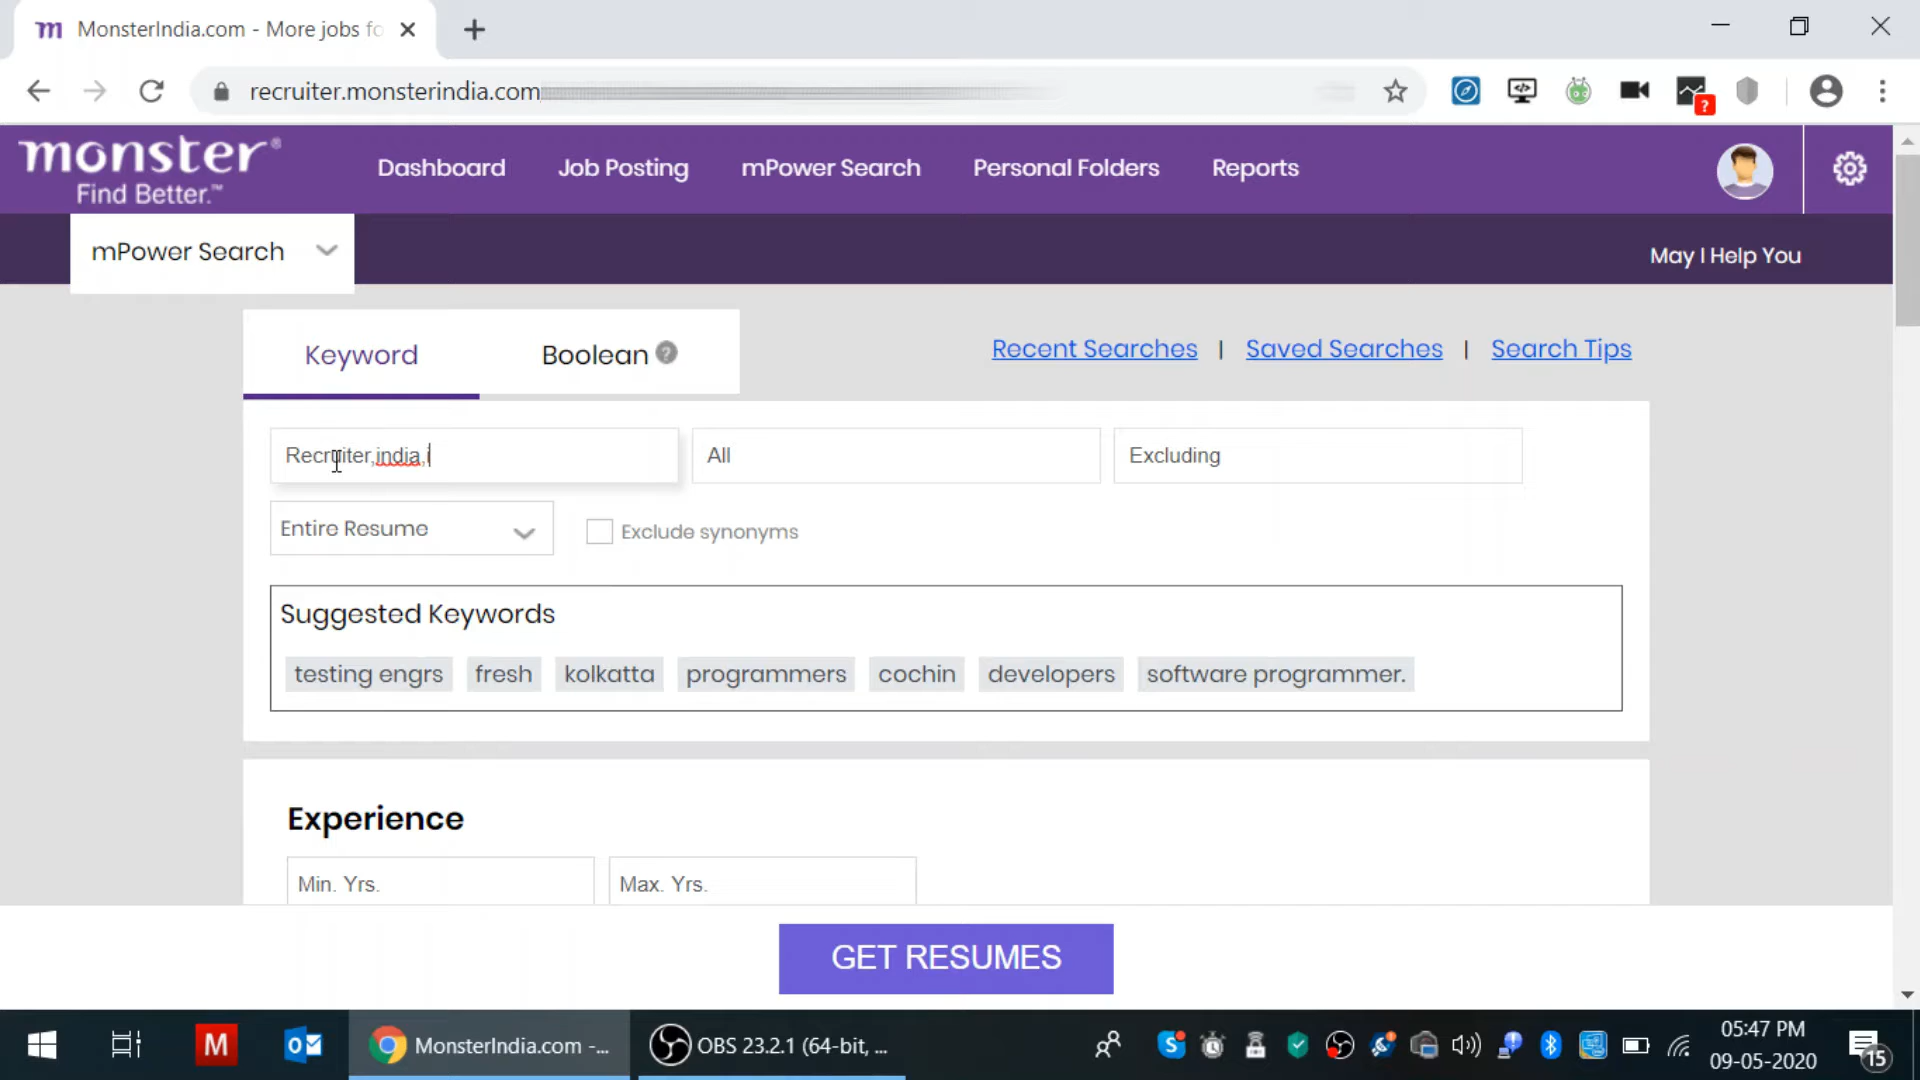 MonsterIndia.com - More jobs fo
recruiter.monsterindia.com
monster®
Find Better.™
Dashboard Job Posting mPower Search Personal Folders Reports
mPower Search
May I Help You
Keyword Boolean ?
Recent Searches | Saved Searches | Search Tips
Recruiter,india,i All Excluding
Entire Resume Exclude synonyms
Suggested Keywords
testing engrs fresh kolkatta programmers cochin developers software programmer.
Experience
Min. Yrs. Max. Yrs.
GET RESUMES
MonsterIndia.com -... OBS 23.2.1 (64-bit, ... 05:47 PM
09-05-2020 15